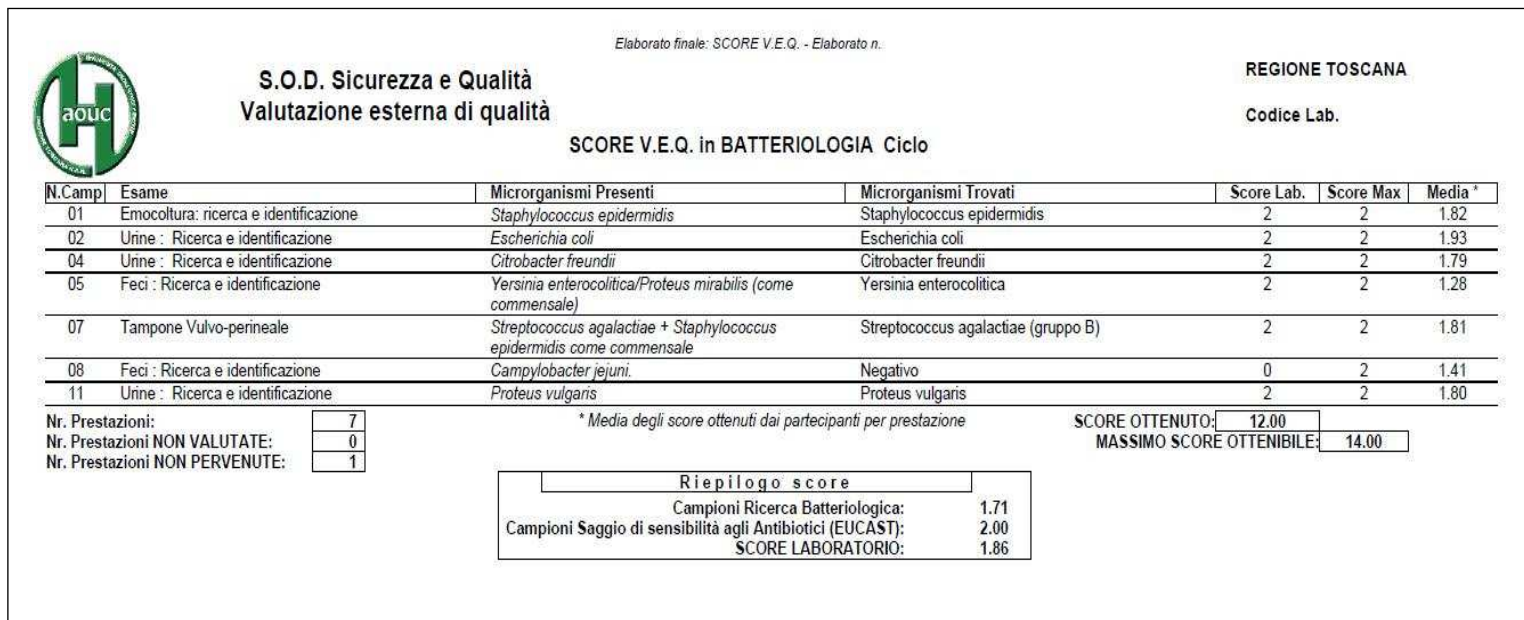 Elaborato finale: SCORE V.E.Q. - Elaborato n.
aouc
S.O.D. Sicurezza e Qualità
Valutazione esterna di qualità
REGIONE TOSCANA
Codice Lab.
SCORE V.E.Q. in BATTERIOLOGIA Ciclo
N.Camp Esame Microrganismi Presenti Microrganismi Trovati Score Lab. Score Max Media *
01 Emocoltura: ricerca e identificazione Staphylococcus epidermidis Staphylococcus epidermidis 2 2 1.82
02 Urine : Ricerca e identificazione Escherichia coli Escherichia coli 2 2 1.93
04 Urine : Ricerca e identificazione Citrobacter freundii Citrobacter freundii 2 2 1.79
05 Feci : Ricerca e identificazione Yersinia enterocolitica/Proteus mirabilis (come Yersinia enterocolitica 2 2 1.28
commensale)
07 Tampone Vulvo-perineale Streptococcus agalactiae + Staphylococcus Streptococcus agalactiae (gruppo B) 2 2 1.81
epidermidis come commensale
08 Feci : Ricerca e identificazione Campylobacter jejuni. Negativo 0 2 1.41
11 Urine : Ricerca e identificazione Proteus vulgaris Proteus vulgaris 2 2 1.80
Nr. Prestazioni: 7 * Media degli score ottenuti dai partecipanti per prestazione SCORE OTTENUTO: 12.00
Nr. Prestazioni NON VALUTATE: 0 MASSIMO SCORE OTTENIBILE: 14.00
Nr. Prestazioni NON PERVENUTE: 1
Riepilogo score
Campioni Ricerca Batteriologica: 1.71
Campioni Saggio di sensibilità agli Antibiotici (EUCAST): 2.00
SCORE LABORATORIO: 1.86